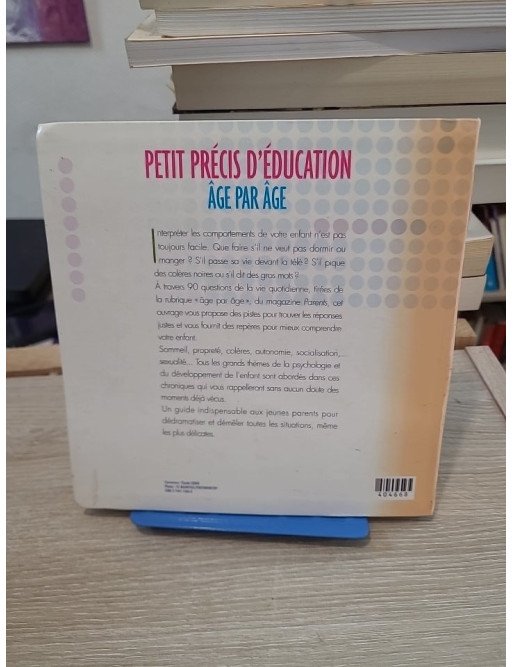 PETIT PRÉCIS D'ÉDUCATION
ÂGE PAR ÂGE
Interpréter les comportements de votre enfant n'est pas
toujours facile. Que faire s'il ne veut pas dormir ou
manger ? S'il passe sa vie devant la télé ? S'il pique
des colères noires ou s'il dit des gros mots ?
À travers 90 questions de la vie quotidienne, tirées de
la rubrique « âge par âge », du magazine Parents, cet
ouvrage vous propose des pistes pour trouver les réponses
justes et vous fournit des repères pour mieux comprendre
votre enfant.
Sommeil, propreté, colères, autonomie, socialisation,...
sexualité... Tous les grands thèmes de la psychologie et
du développement de l'enfant sont abordés dans ces
chroniques qui vous rappelleront sans aucun doute des
moments déjà vécus.
Un guide indispensable aux jeunes parents pour
dédramatiser et démêler toutes les situations, même
les plus délicates.
404668